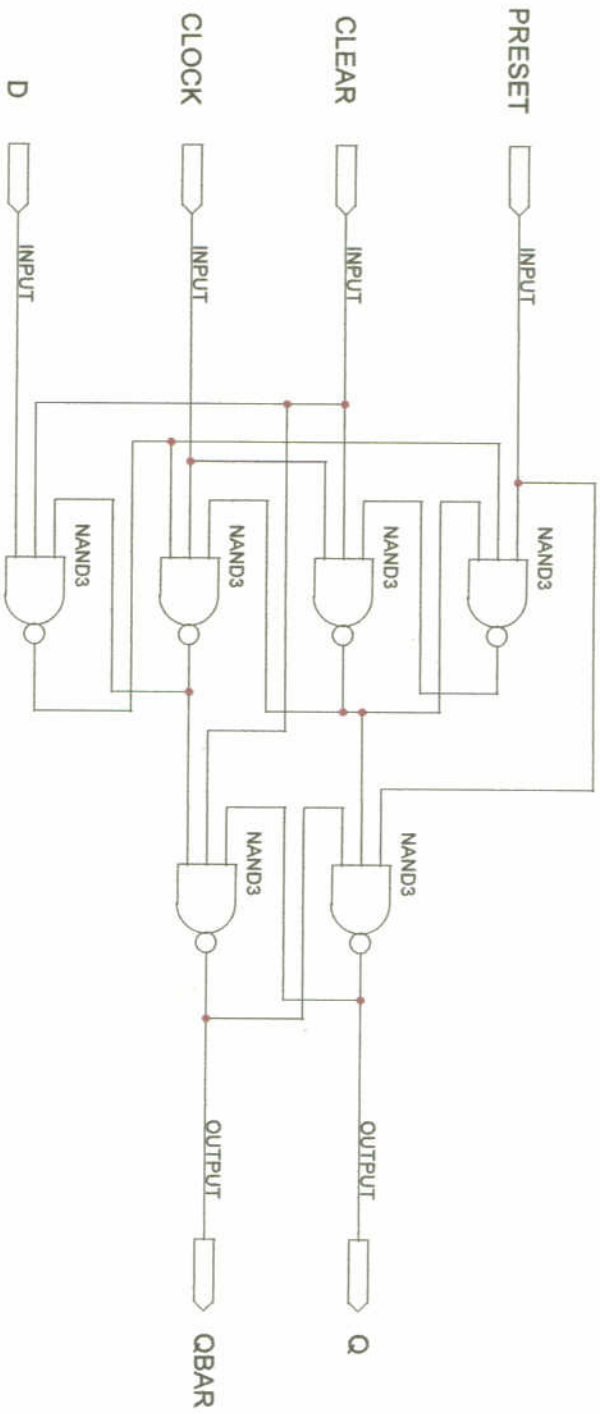 PRESET
INPUT
NAND3
NAND3
CLEAR
INPUT
NAND3
OUTPUT
Q
CLOCK
INPUT
NAND3
NAND3
OUTPUT
QBAR
D
INPUT
NAND3